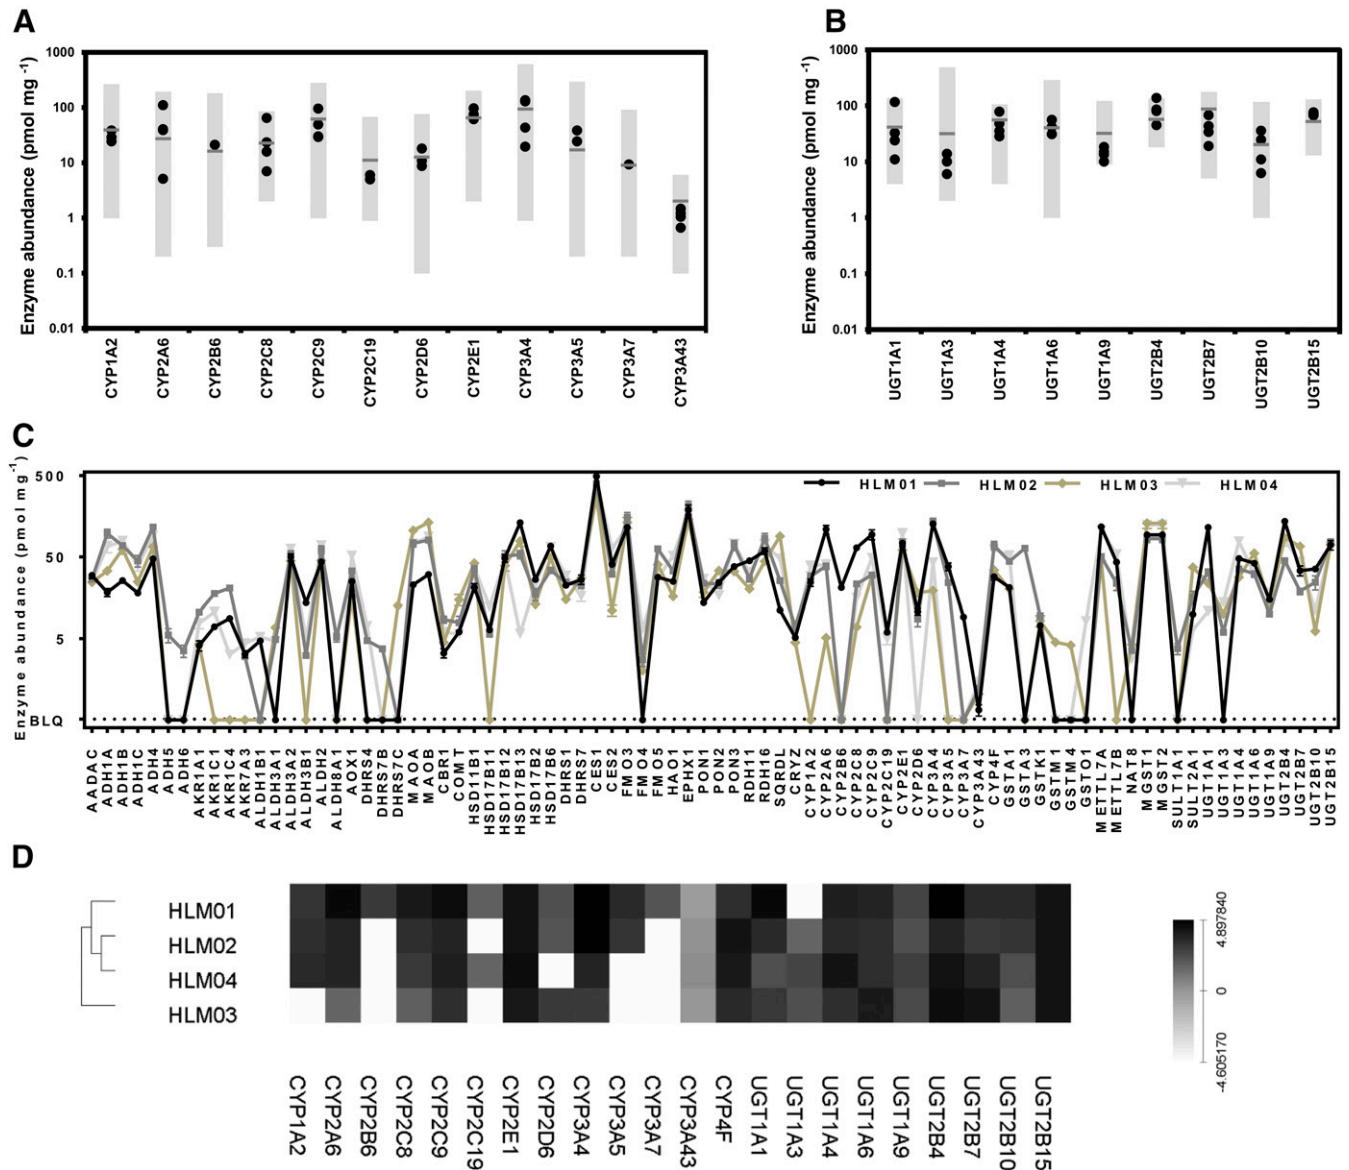 A
Enzyme abundance (pmol mg -1)
1000
100
10
1
0.1
0.01
CYP1A2
CYP2A6
CYP2B6
CYP2C8
CYP2C9
CYP2C19
CYP2D6
CYP2E1
CYP3A4
CYP3A5
CYP3A7
CYP3A43
B
Enzyme abundance (pmol mg -1)
1000
100
10
1
0.1
0.01
UGT1A1
UGT1A3
UGT1A4
UGT1A6
UGT1A9
UGT2B4
UGT2B7
UGT2B10
UGT2B15
C
Enzyme abundance (pmol mg-1)
500
50
5
BLQ
HLM01
HLM02
HLM03
HLM04
AADAC
ADH1A
ADH1B
ADH1C
ADH4
ADH5
ADH6
AKR1A1
AKR1C1
AKR1C4
AKR7A3
ALDH1B1
ALDH3A1
ALDH3A2
ALDH3B1
ALDH2
ALDH8A1
AOX1
DHRS4
DHRS7B
DHRS7C
MAOA
MAOB
CBR1
COMT
HSD11B1
HSD17B11
HSD17B12
HSD17B13
HSD17B2
HSD17B6
DHRS1
DHRS7
CES1
CES2
FMO3
FMO4
FMO5
HAO1
EPHX1
PON1
PON2
PON3
RDH11
RDH16
SQRDL
CRYZ
CYP1A2
CYP2A6
CYP2B6
CYP2C8
CYP2C9
CYP2C19
CYP2E1
CYP2D6
CYP3A4
CYP3A5
CYP3A7
CYP3A43
CYP4F
GSTA1
GSTA3
GSTK1
GSTM1
GSTM4
GSTO1
METTL7A
METTL7B
NAT8
MGST1
MGST2
SULT1A1
SULT2A1
UGT1A1
UGT1A3
UGT1A4
UGT1A6
UGT1A9
UGT2B4
UGT2B7
UGT2B10
UGT2B15
D
HLM01
HLM02
HLM04
HLM03
CYP1A2
CYP2A6
CYP2B6
CYP2C8
CYP2C9
CYP2C19
CYP2E1
CYP2D6
CYP3A4
CYP3A5
CYP3A7
CYP3A43
CYP4F
UGT1A1
UGT1A3
UGT1A4
UGT1A6
UGT1A9
UGT2B4
UGT2B7
UGT2B10
UGT2B15
4.897840
0
-4.605170